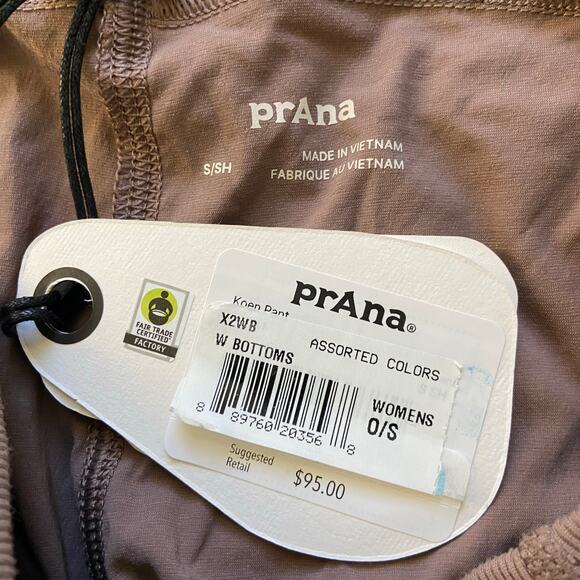 prAna
S/SH
MADE IN VIETNAM
FABRIQUE AU VIETNAM
FAIR TRADE
CERTIFIED
FACTORY
prAna®
Koen Pant
X2WB
ASSORTED COLORS
W BOTTOMS
S SH
WOMENS
O/S
8 89760 20356 8
Suggested
Retail
$95.00